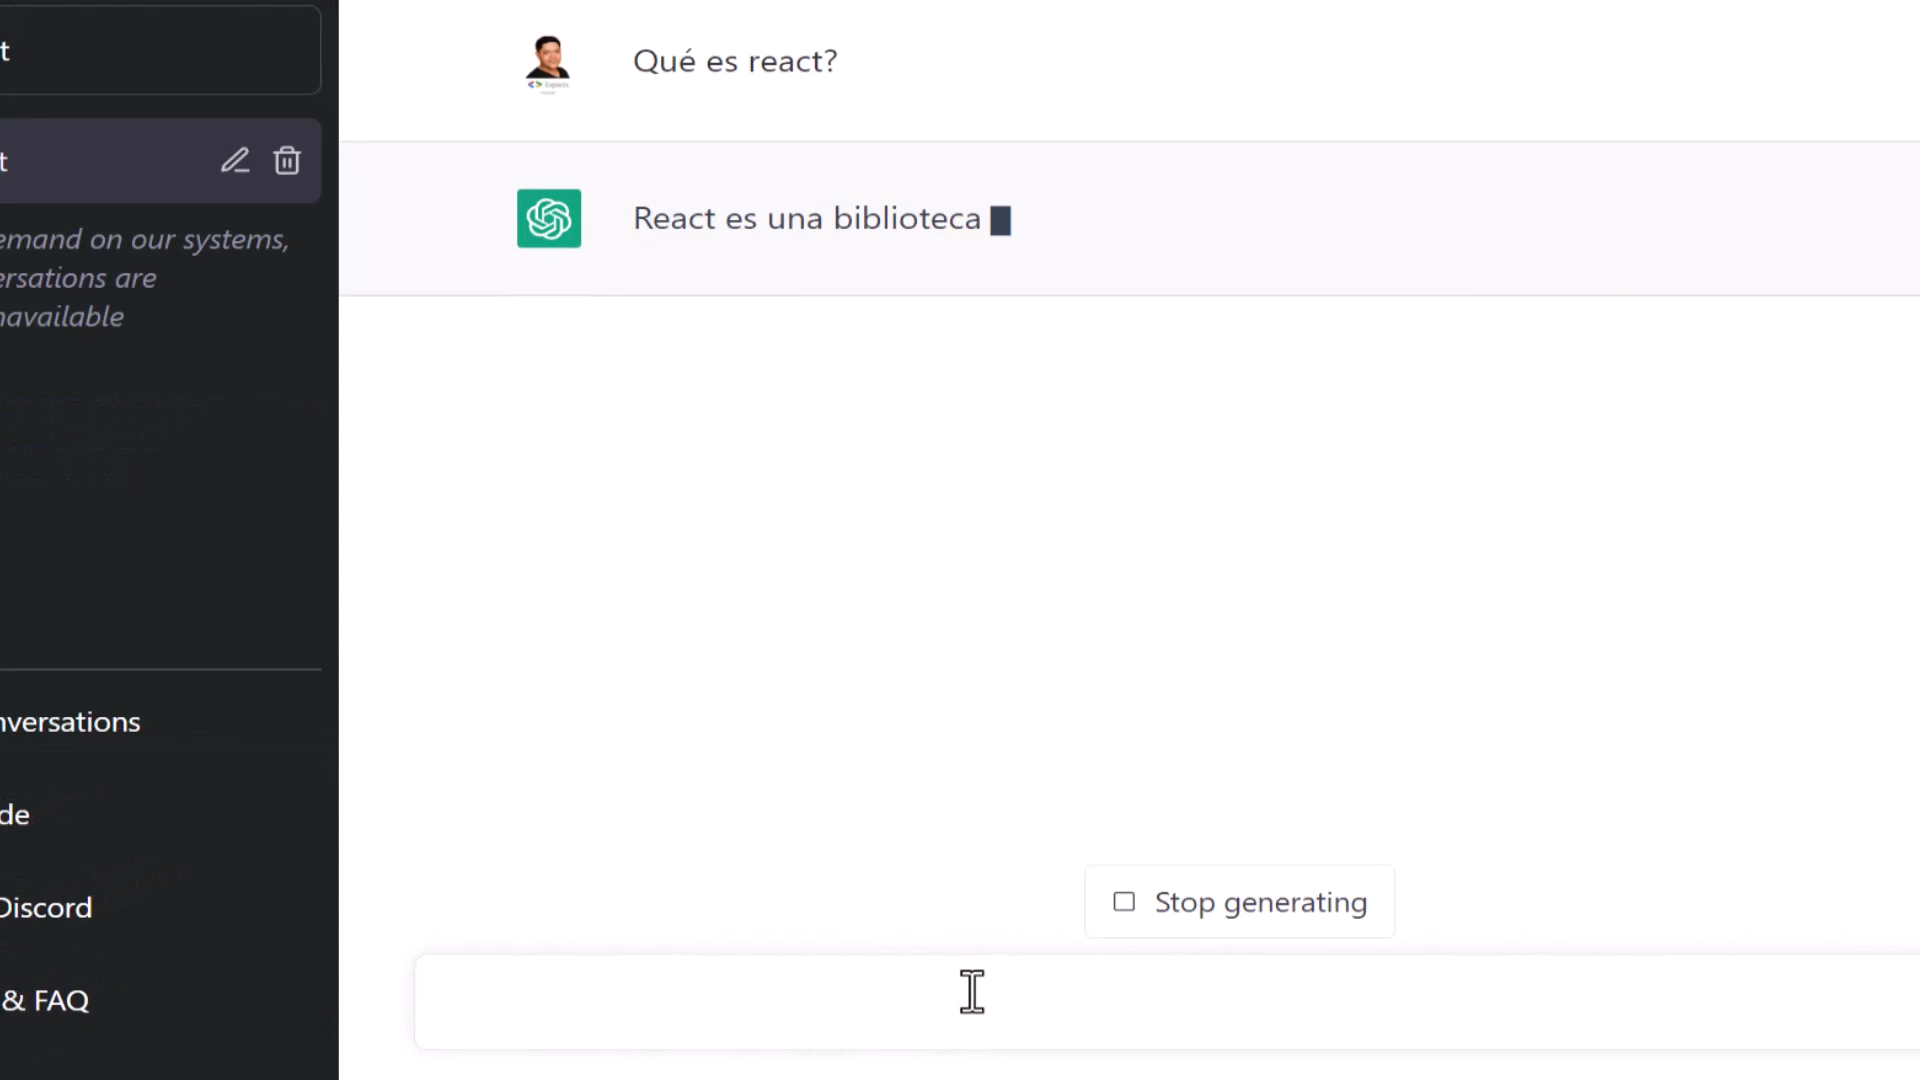 t
Qué es react?
t
React es una biblioteca
emand on our systems,
ersations are
navailable
nversations
de
Discord
& FAQ
Stop generating